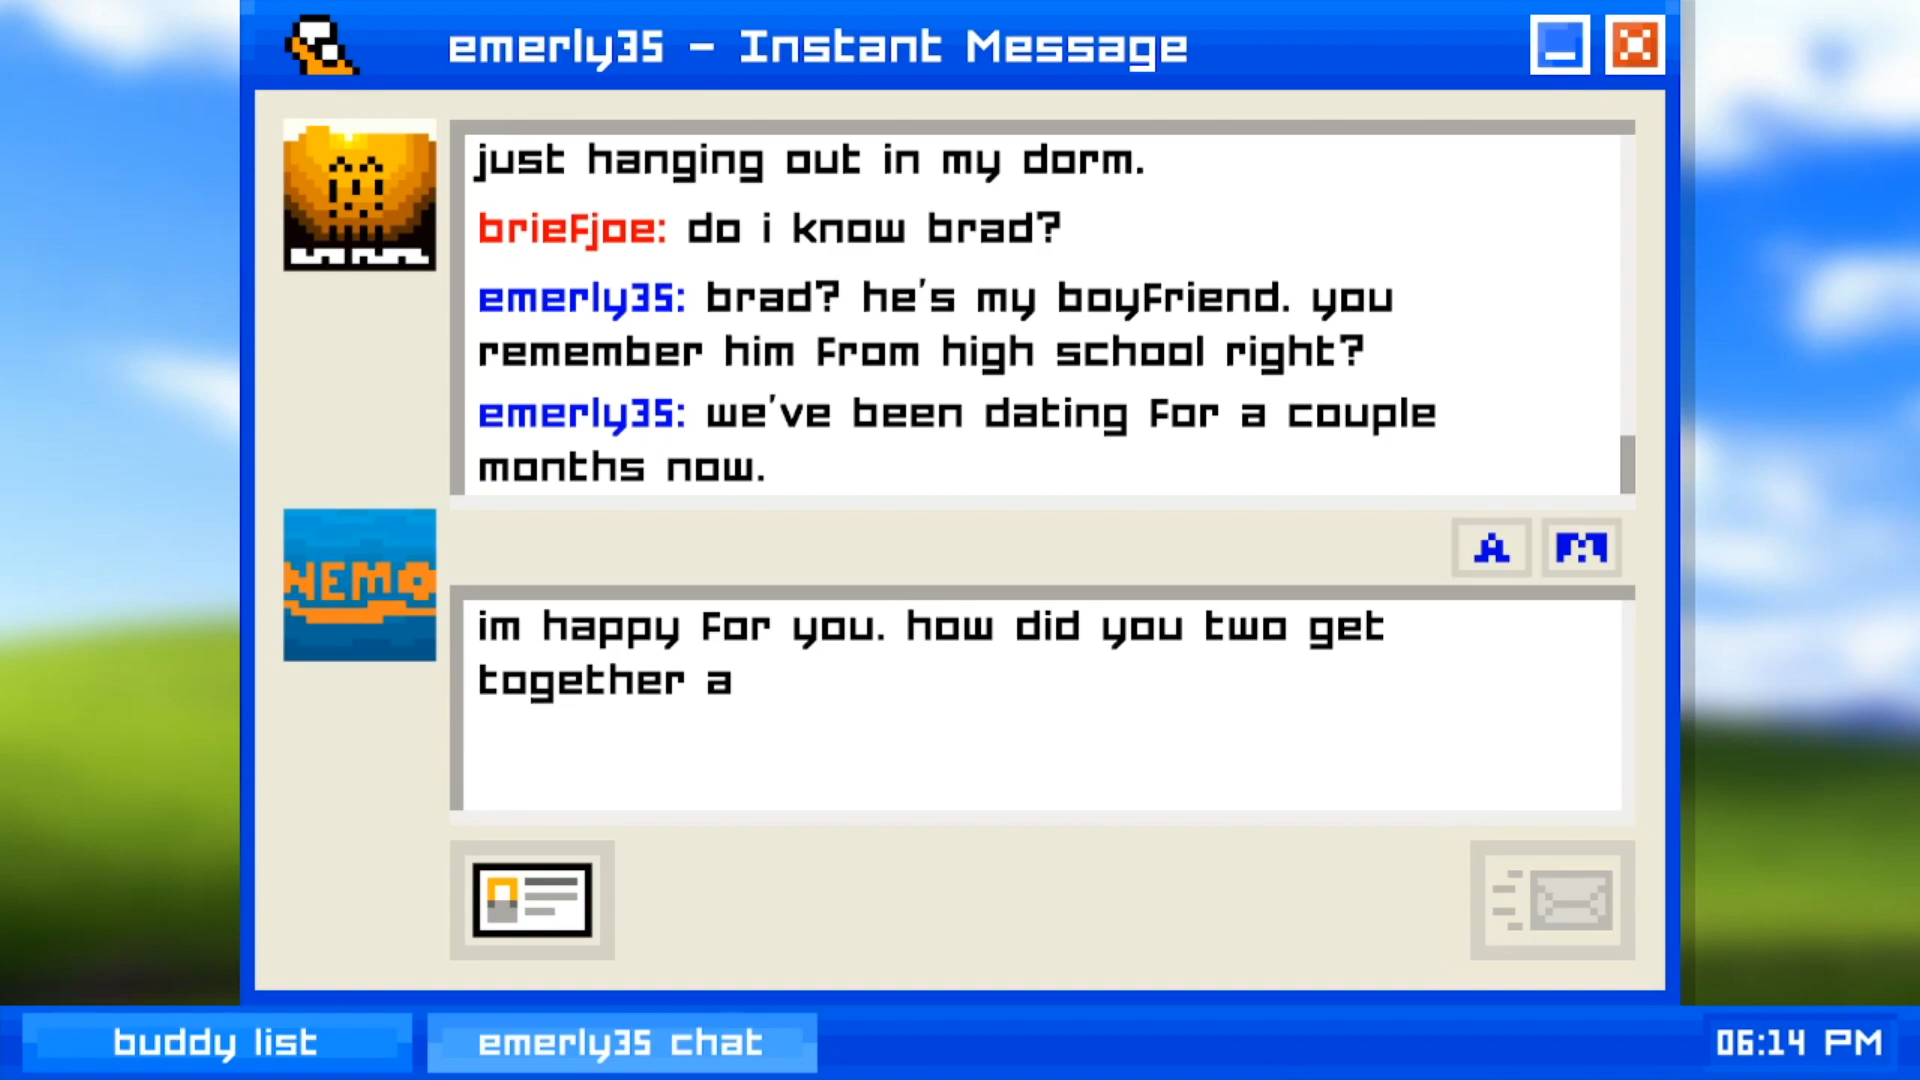 emerly35 - Instant Message
just hanging out in my dorm.
briefjoe: do i know brad?
emerly35: brad? he's my boyfriend. you
remember him from high school right?
emerly35: we've been dating for a couple
months now.
NEMO
A M
im happy for you. how did you two get
together a
buddy list
emerly35 chat
06:14 PM